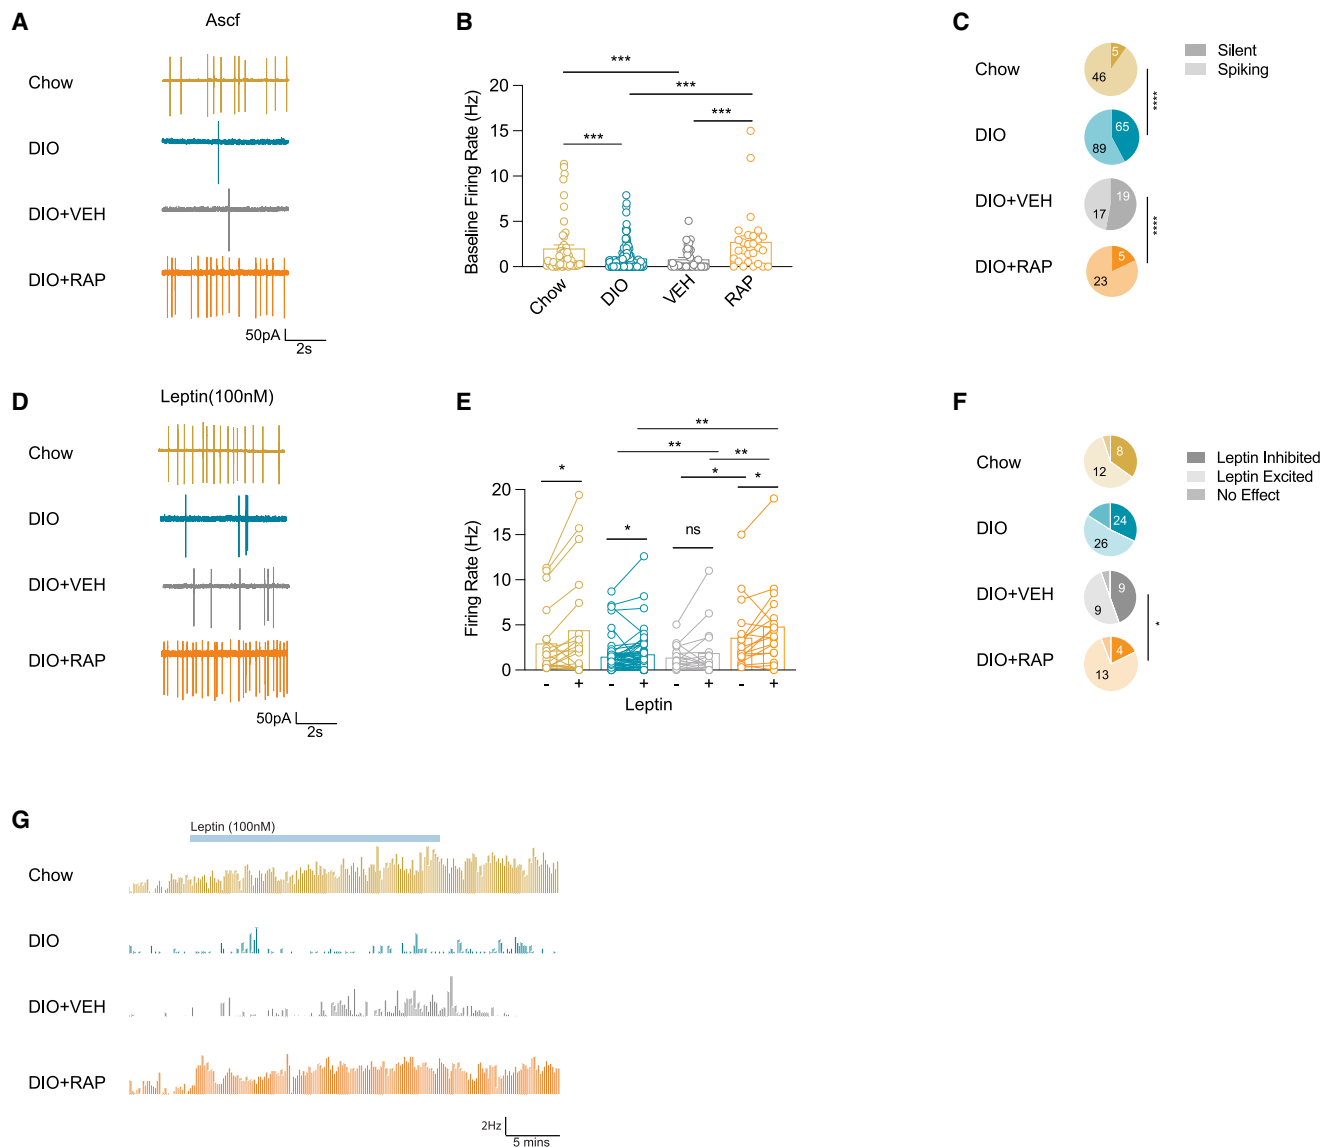 A
Ascf
Chow
DIO
DIO+VEH
DIO+RAP
50pA
2s
B
Baseline Firing Rate (Hz)
20
15
10
5
0
***
***
***
***
Chow
DIO
VEH
RAP
C
Chow
5
46
DIO
65
89
DIO+VEH
19
17
DIO+RAP
5
23
****
****
Silent
Spiking
D
Leptin(100nM)
Chow
DIO
DIO+VEH
DIO+RAP
50pA
2s
E
Firing Rate (Hz)
20
15
10
5
0
**
**
**
*
*
*
*
ns
- + - + - + - +
Leptin
F
Chow
8
12
DIO
24
26
DIO+VEH
9
9
DIO+RAP
4
13
*
Leptin Inhibited
Leptin Excited
No Effect
G
Leptin (100nM)
Chow
DIO
DIO+VEH
DIO+RAP
2Hz
5 mins